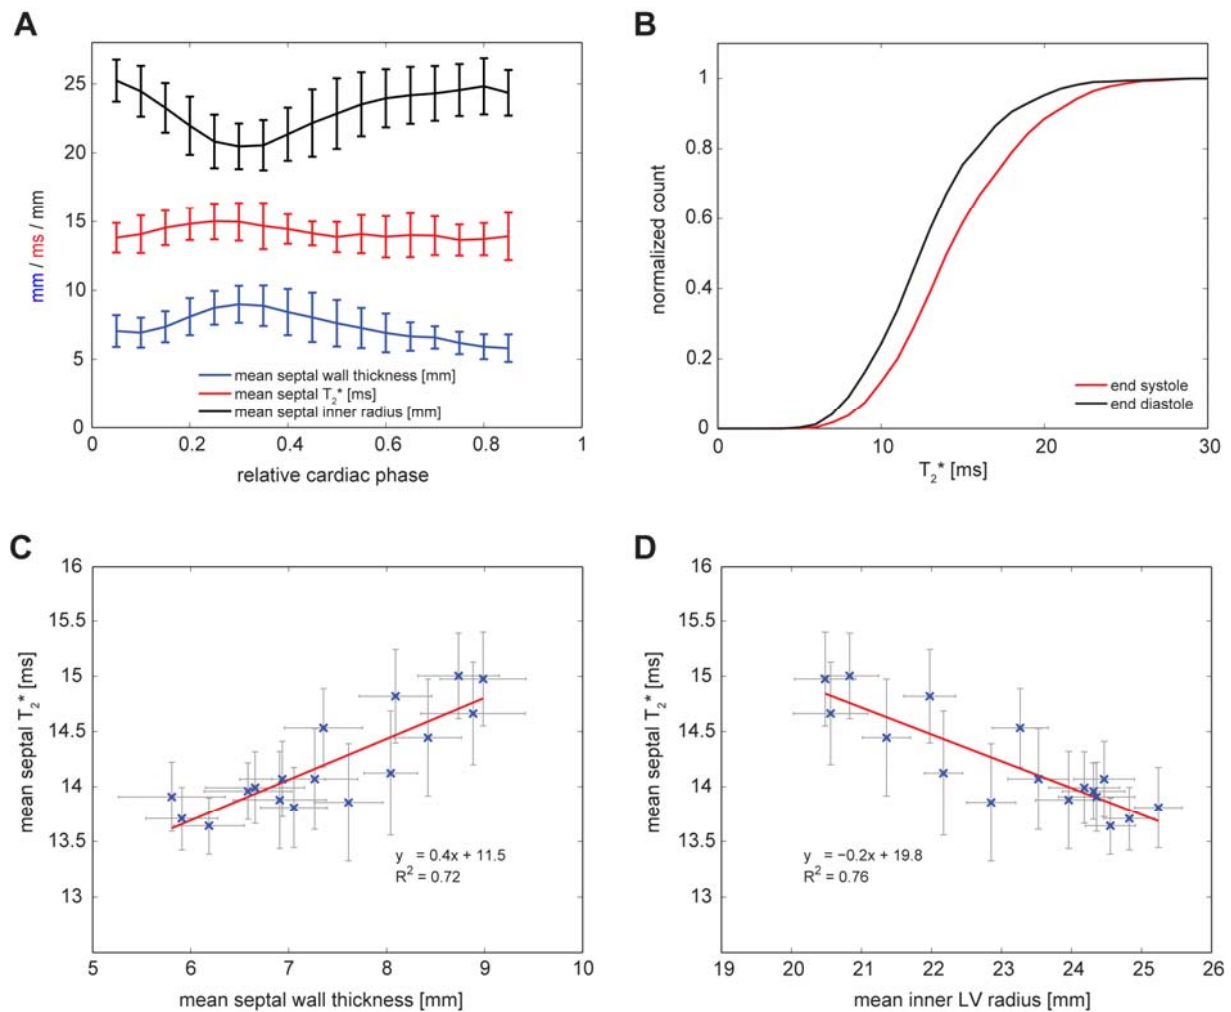 A
25
20
15
10
5
0
0
0.2
0.4
0.6
0.8
1
mm / ms / mm
relative cardiac phase
mean septal wall thickness [mm]
mean septal T2* [ms]
mean septal inner radius [mm]
B
1
0.8
0.6
0.4
0.2
0
0
10
20
30
normalized count
T2* [ms]
end systole
end diastole
C
16
15.5
15
14.5
14
13.5
13
5
6
7
8
9
10
mean septal T2* [ms]
mean septal wall thickness [mm]
y = 0.4x + 11.5
R2 = 0.72
D
16
15.5
15
14.5
14
13.5
13
19
20
21
22
23
24
25
26
mean septal T2* [ms]
mean inner LV radius [mm]
y = −0.2x + 19.8
R2 = 0.76